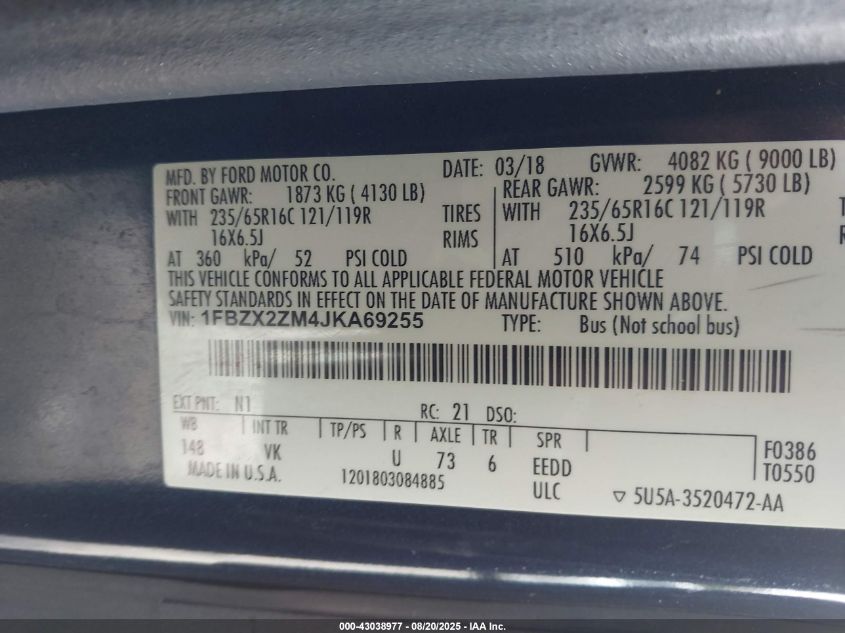 MFD. BY FORD MOTOR CO. DATE: 03/18 GVWR: 4082 KG ( 9000 LB)
FRONT GAWR: 1873 KG ( 4130 LB) REAR GAWR: 2599 KG ( 5730 LB)
WITH 235/65R16C 121/119R TIRES WITH 235/65R16C 121/119R
16X6.5J RIMS 16X6.5J
AT 360 kPa/ 52 PSI COLD AT 510 kPa/ 74 PSI COLD
THIS VEHICLE CONFORMS TO ALL APPLICABLE FEDERAL MOTOR VEHICLE
SAFETY STANDARDS IN EFFECT ON THE DATE OF MANUFACTURE SHOWN ABOVE.
VIN: 1FBZX2ZM4JKA69255 TYPE: Bus (Not school bus)
EXT PNT: N1 RC: 21 DSO:
WB INT TR TP/PS R AXLE TR SPR F0386
148 VK U 73 6 EEDD T0550
MADE IN U.S.A. 1201803084885 ULC 5U5A-3520472-AA
000-43038977 - 08/20/2025 - IAA Inc.